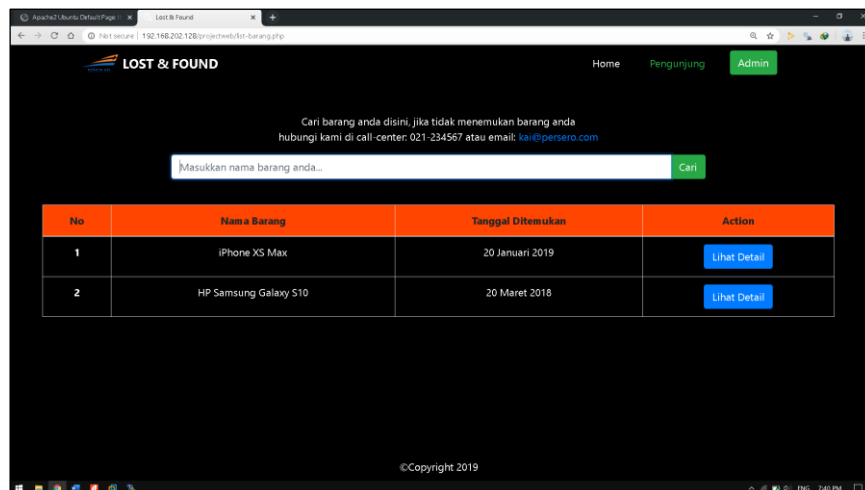 Apache2 Ubuntu Default Page: I
Lost & Found
Not secure | 192.168.202.128/projectweb/list-barang.php
LOST & FOUND
Home
Pengunjung
Admin
Cari barang anda disini, jika tidak menemukan barang anda
hubungi kami di call-center: 021-234567 atau email: kai@persero.com
Masukkan nama barang anda...
Cari
No Nama Barang Tanggal Ditemukan Action
1 iPhone XS Max 20 Januari 2019 Lihat Detail
2 HP Samsung Galaxy S10 20 Maret 2018 Lihat Detail
©Copyright 2019
ENG 7:40 PM